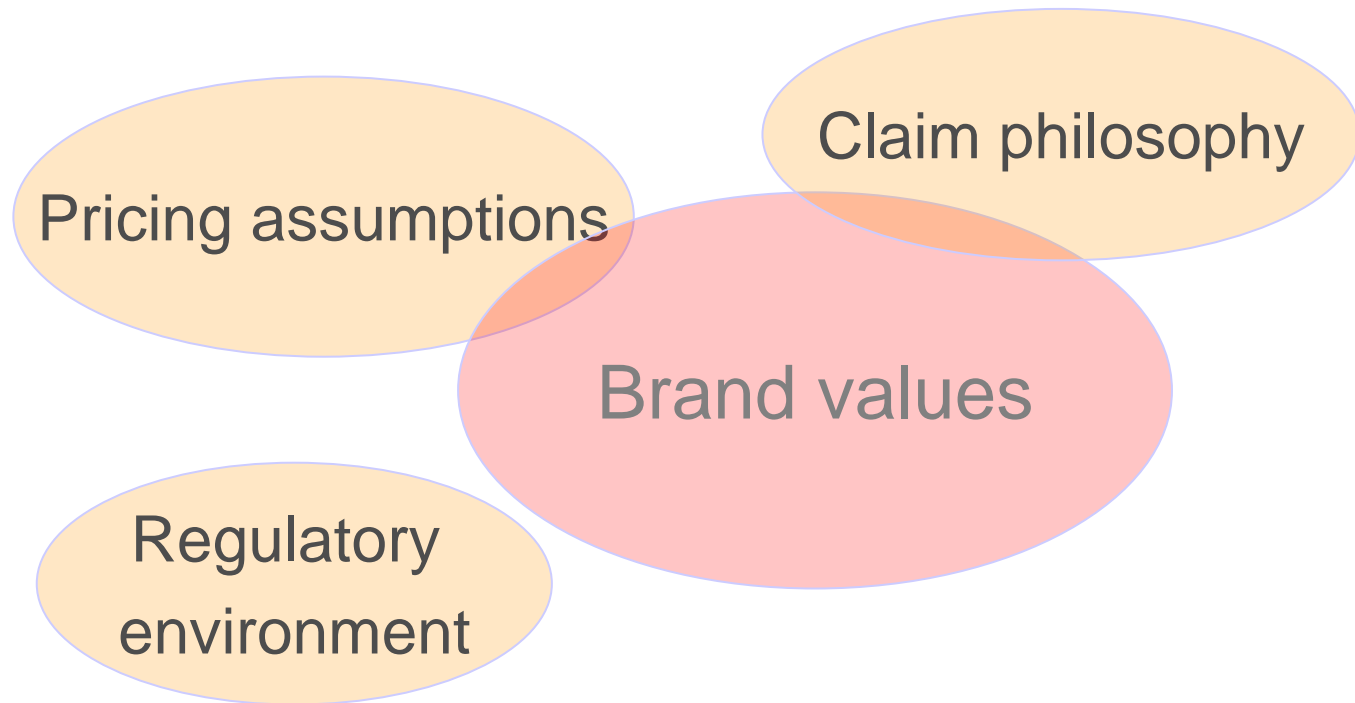 Claim philosophy
Pricing assumptions
Brand values
Regulatory
environment